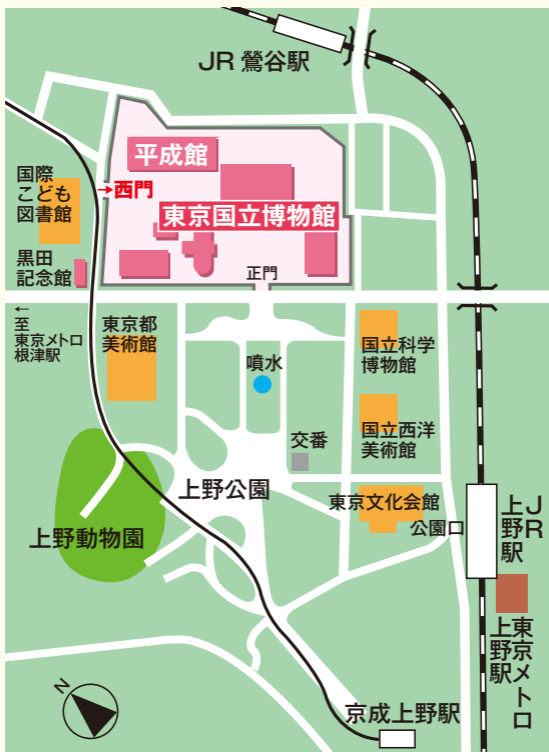 JR 鶯谷駅
平成館
国際
こども
図書館
→西門
東京国立博物館
黒田
記念館
正門
←
至
東京メトロ
根津駅
東京都
美術館
噴水
国立科学
博物館
交番
国立西洋
美術館
上野公園
東京文化会館
公園口
JR
上野駅
上野動物園
東京メトロ
上野駅
京成上野駅
N